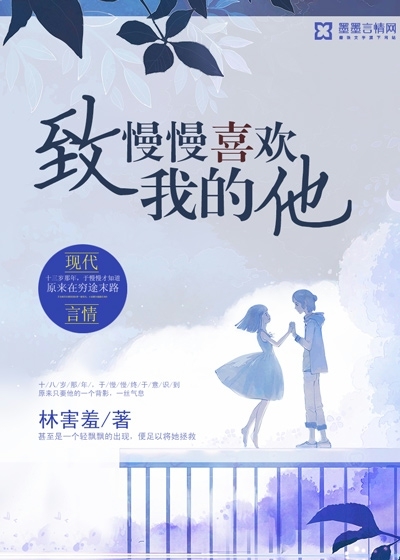 墨墨言情网
致慢慢喜欢
我的他
现代
十三岁那年，于慢慢才知道
原来在穷途末路
言情
十/八/岁/那/年/，于/慢/慢/终/于/意/识/到
原来只要他的一个背影、一丝气息
林害羞/著
甚至是一个轻飘飘的出现，便足以将她拯救